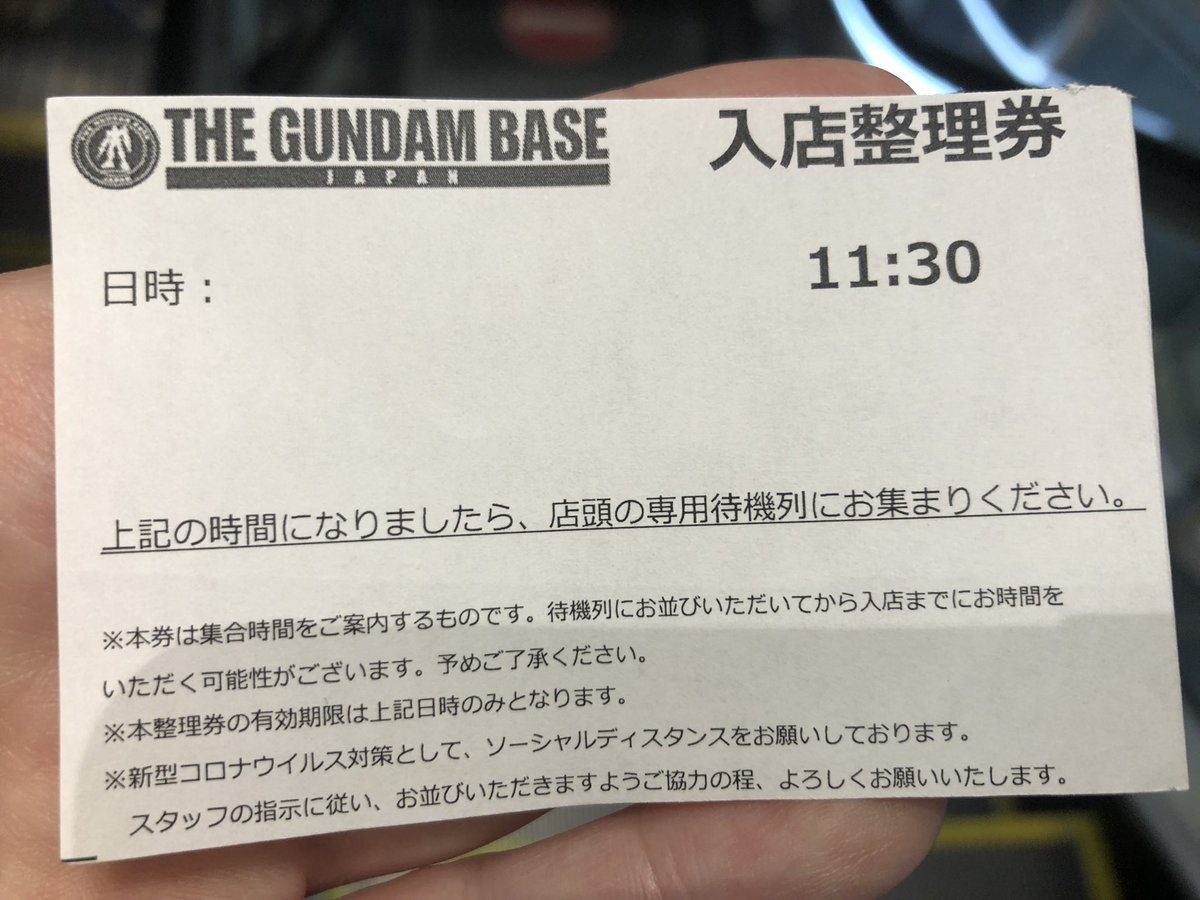 THE GUNDAM BASE
JAPAN
入店整理券
日時：
11:30
上記の時間になりましたら、店頭の専用待機列にお集まりください。
※本券は集合時間をご案内するものです。待機列にお並びいただいてから入店までにお時間を
いただく可能性がございます。予めご了承ください。
※本整理券の有効期限は上記日時のみとなります。
※新型コロナウイルス対策として、ソーシャルディスタンスをお願いしております。
スタッフの指示に従い、お並びいただきますようご協力の程、よろしくお願いいたします。